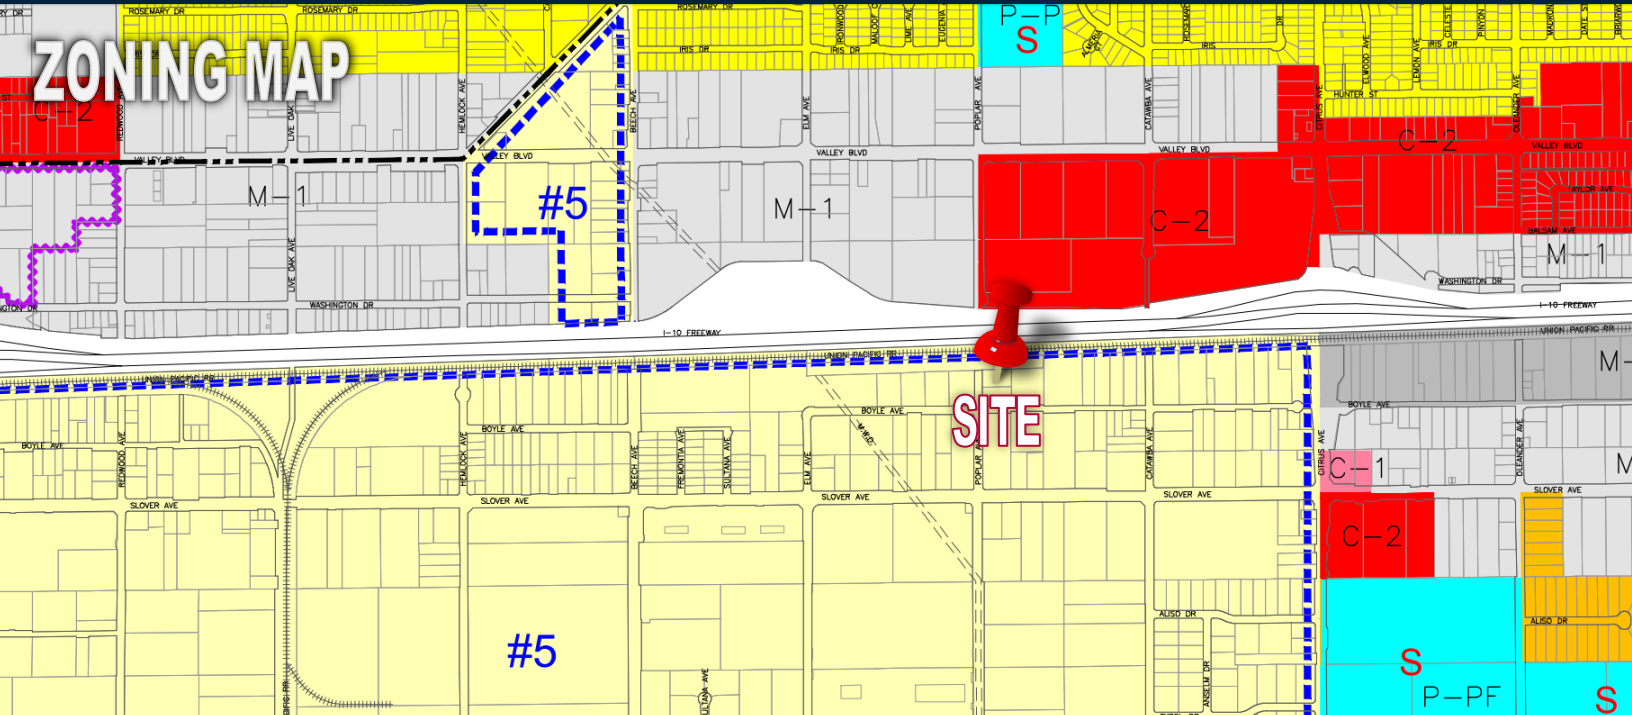 ROSEMARY DR
ROSEMARY DR
ROSEMARY DR
P-P
S
IRIS DR
IRIS DR
IRIS
IRIS DR
ZONING MAP
HEMLOCK AVE
BEECH AVE
ELM AVE
POPLAR AVE
CATAWBA AVE
CITRUS AVE
ELWOOD AVE
LEMON AVE
OLEANDER AVE
HUNTER ST
C-2
C-2
VALLEY BLVD
VALLEY BLVD
VALLEY BLVD
VALLEY BLVD
VALLEY BLVD
M-1
#5
M-1
C-2
TAYLOR AVE
BALSAM AVE
M-1
LIVE OAK AVE
WASHINGTON DR
WASHINGTON DR
I-10 FREEWAY
I-10 FREEWAY
UNION PACIFIC RR
UNION PACIFIC RR
UNION PACIFIC RR
M-
SITE
BOYLE AVE
BOYLE AVE
BOYLE AVE
BOYLE AVE
M.W.D.
REDWOOD AVE
HEMLOCK AVE
BEECH AVE
FREMONTIA AVE
SULTANA AVE
ELM AVE
POPLAR AVE
CATAWBA AVE
CITRUS AVE
OLEANDER AVE
C-1
M
SLOVER AVE
SLOVER AVE
SLOVER AVE
SLOVER AVE
SLOVER AVE
C-2
ALISO DR
ALISO DR
#5
S
P-PF
S
ANSELM DR